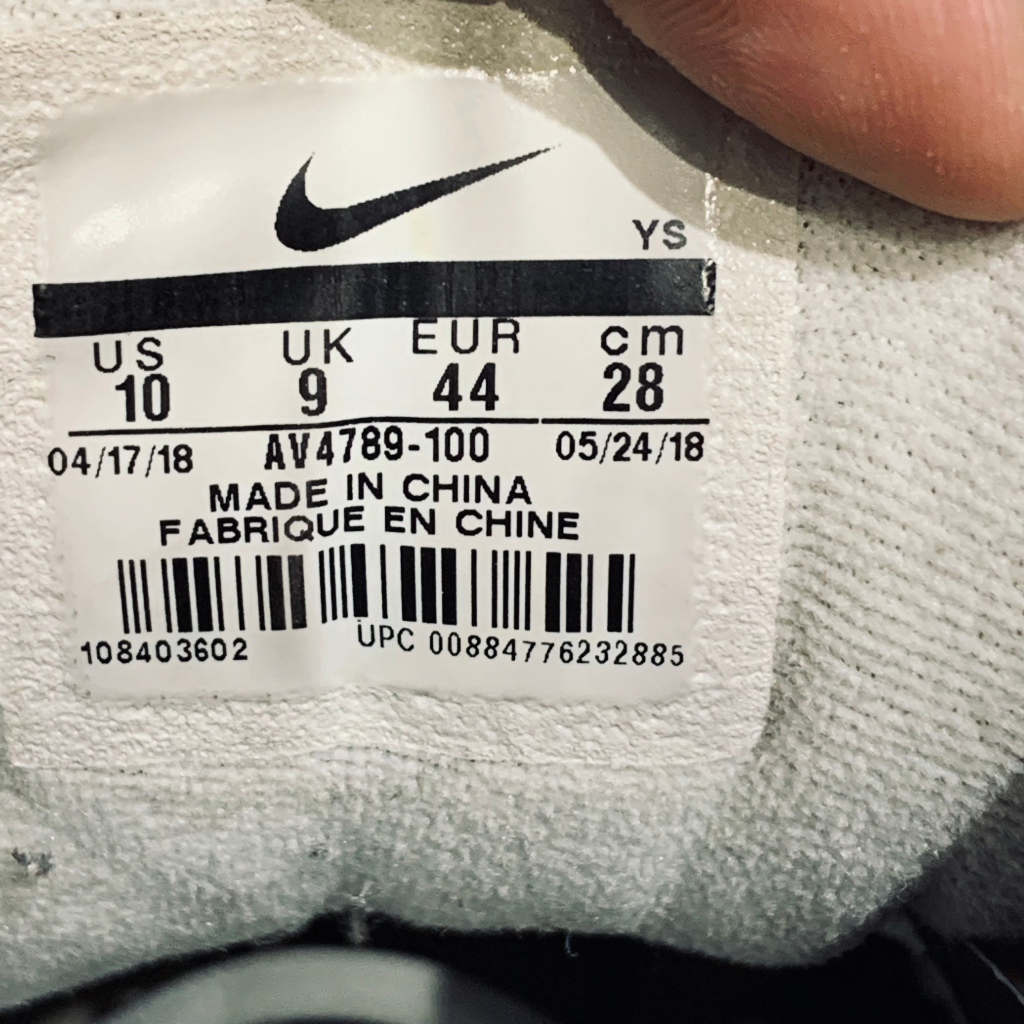 YS
US UK EUR cm
10 9 44 28
04/17/18 AV4789-100 05/24/18
MADE IN CHINA
FABRIQUE EN CHINE
108403602 UPC 00884776232885